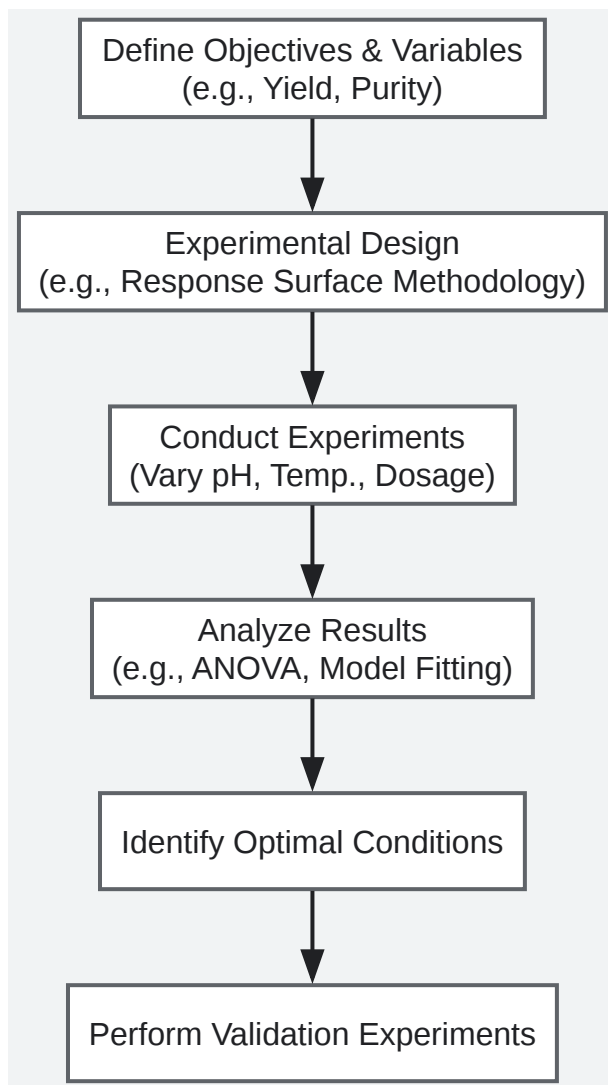 Define Objectives & Variables
(e.g., Yield, Purity)
Experimental Design
(e.g., Response Surface Methodology)
Conduct Experiments
(Vary pH, Temp., Dosage)
Analyze Results
(e.g., ANOVA, Model Fitting)
Identify Optimal Conditions
Perform Validation Experiments